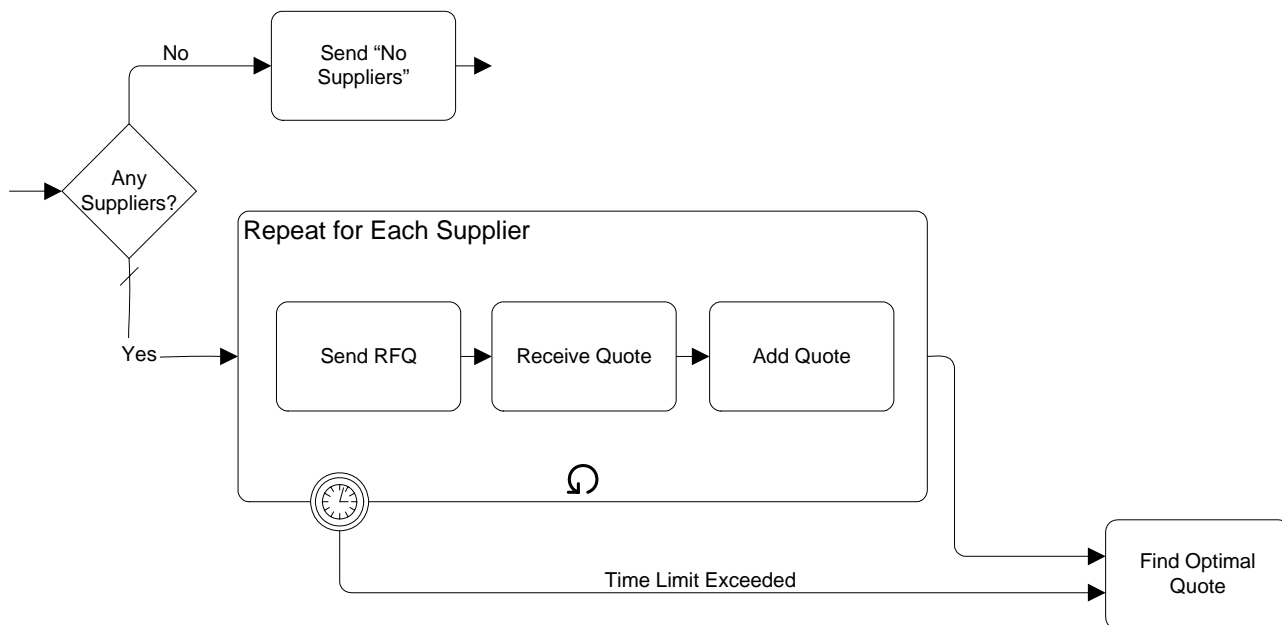 No
Send “No
Suppliers”
Any
Suppliers?
Repeat for Each Supplier
Send RFQ
Receive Quote
Add Quote
Yes
Time Limit Exceeded
Find Optimal
Quote